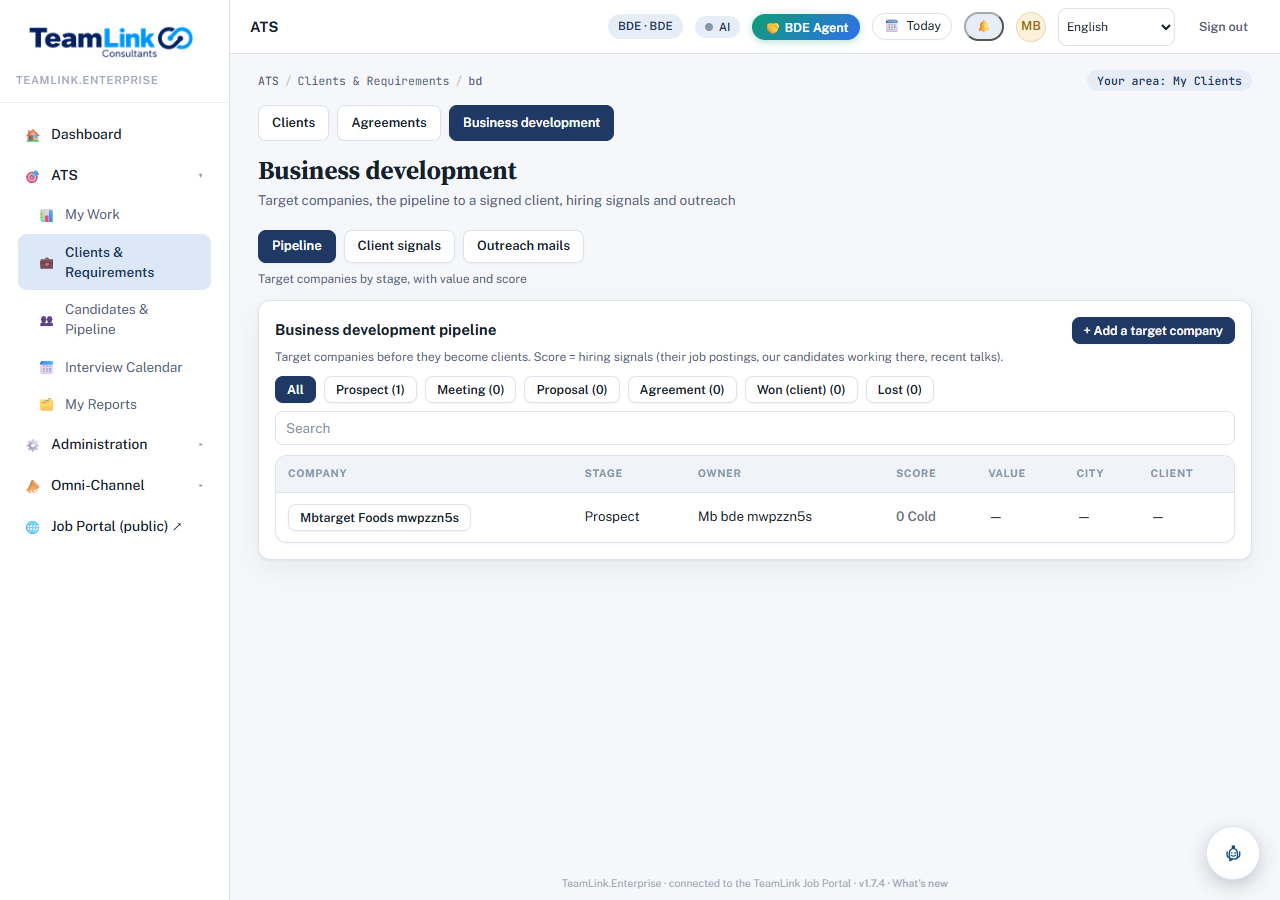 TeamLink
Consultants
TEAMLINK.ENTERPRISE
Dashboard
ATS
My Work
Clients &
Requirements
Candidates &
Pipeline
Interview Calendar
My Reports
Administration
Omni-Channel
Job Portal (public) ↗
ATS
BDE · BDE
AI
BDE Agent
Today
MB
English
Sign out
ATS / Clients & Requirements / bd
Your area: My Clients
Clients
Agreements
Business development
Business development
Target companies, the pipeline to a signed client, hiring signals and outreach
Pipeline
Client signals
Outreach mails
Target companies by stage, with value and score
Business development pipeline
+ Add a target company
Target companies before they become clients. Score = hiring signals (their job postings, our candidates working there, recent talks).
All
Prospect (1)
Meeting (0)
Proposal (0)
Agreement (0)
Won (client) (0)
Lost (0)
Search
COMPANY STAGE OWNER SCORE VALUE CITY CLIENT
Mbtarget Foods mwpzzn5s Prospect Mb bde mwpzzn5s 0 Cold — — —
TeamLink.Enterprise · connected to the TeamLink Job Portal · v1.7.4 · What's new